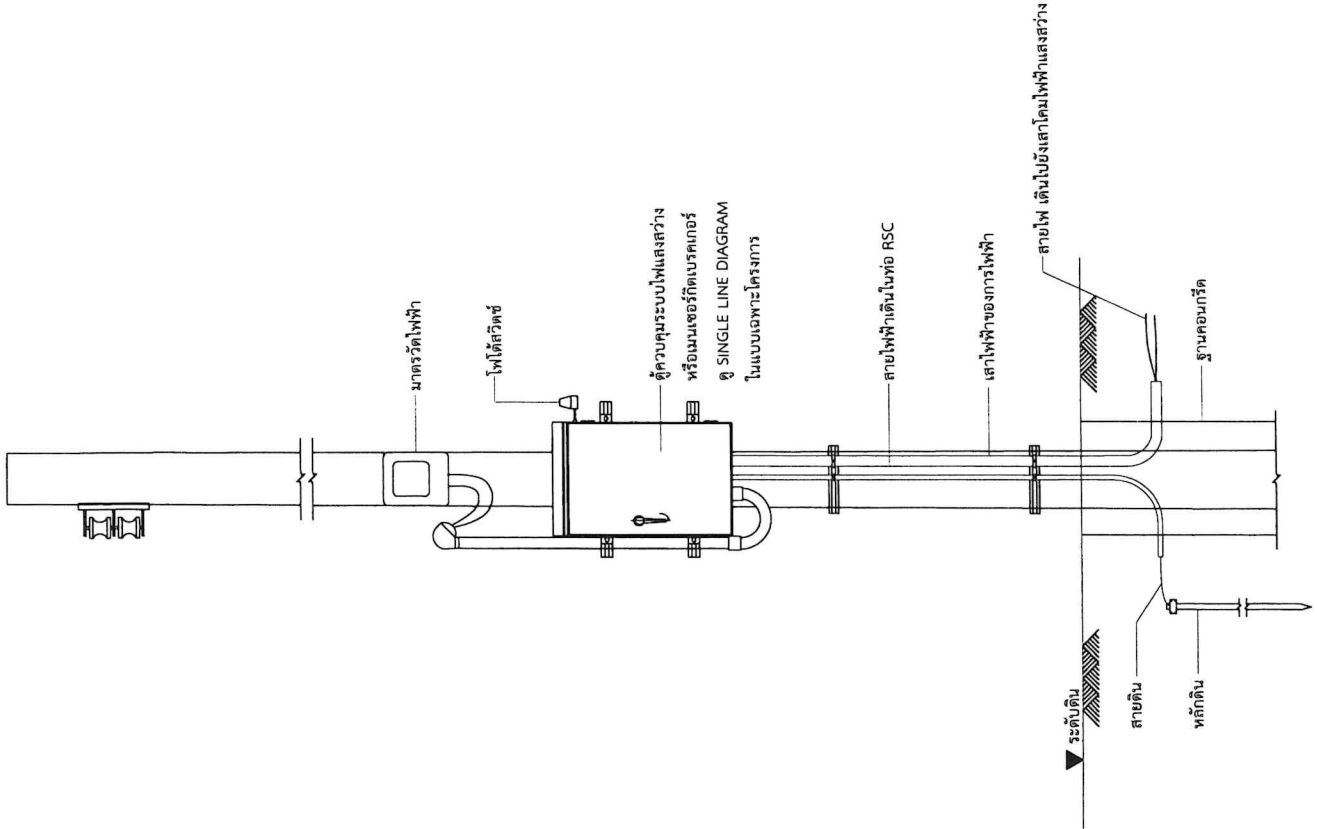 มาตรวัดไฟฟ้า
โฟโต้สวิตช์
ตู้ควบคุมระบบไฟแสงสว่าง
หรือเมนเซอร์กิตเบรคเกอร์
ดู SINGLE LINE DIAGRAM
ในแบบเฉพาะโครงการ
สายไฟฟ้าเดินในท่อ RSC
เสาไฟฟ้าของการไฟฟ้า
สายไฟ เดินไปยังเสาโคมไฟฟ้าแสงสว่าง
ฐานคอนกรีต
ระดับดิน
สายดิน
หลักดิน